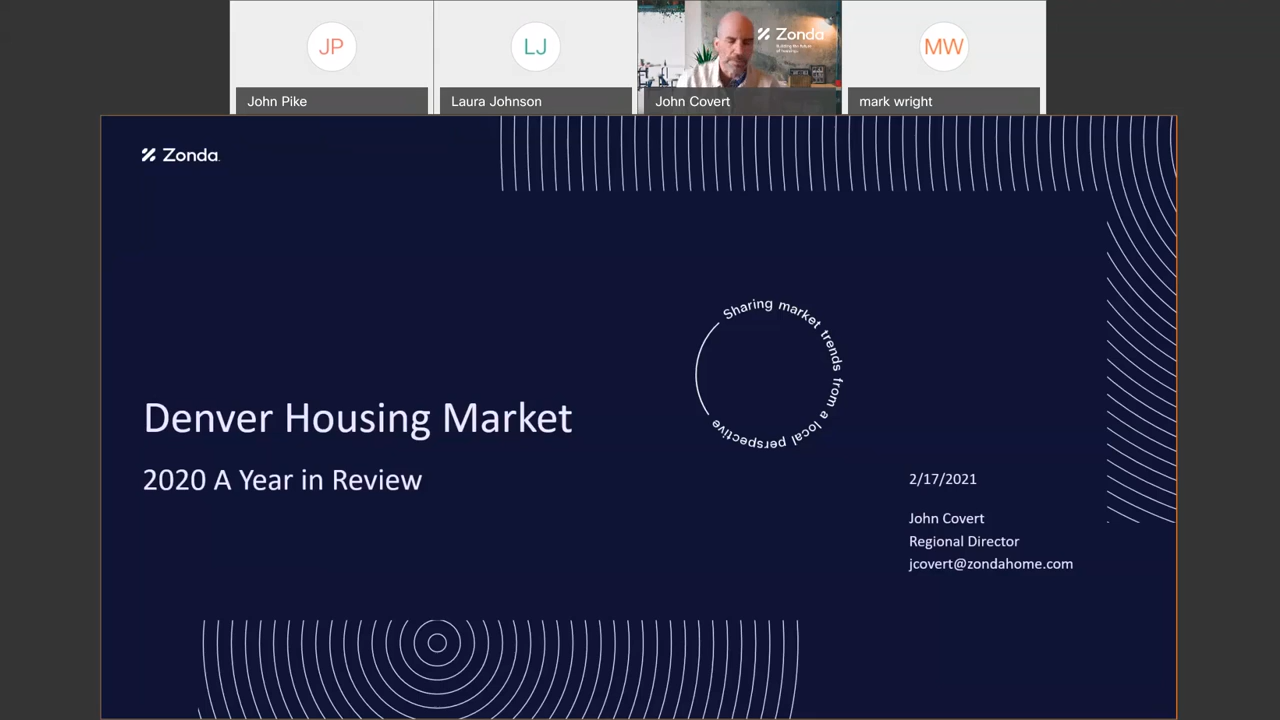 JP
LJ
Zonda
MW
John Pike
Laura Johnson
John Covert
mark wright
Zonda
Sharing market trends from a local perspective
Denver Housing Market
2020 A Year in Review
2/17/2021
John Covert
Regional Director
jcovert@zondahome.com